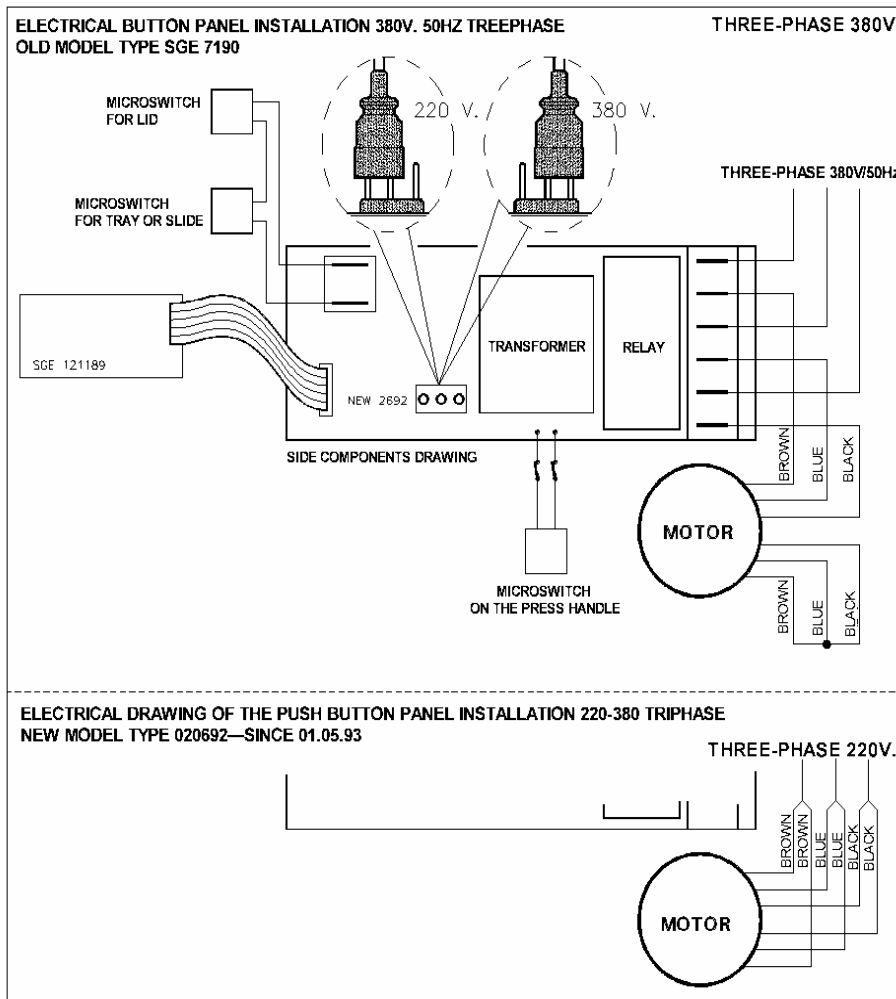 ELECTRICAL BUTTON PANEL INSTALLATION 380V. 50HZ TREEPHASE
OLD MODEL TYPE SGE 7190
THREE-PHASE 380V
MICROSWITCH
FOR LID
220 V.
380 V.
MICROSWITCH
FOR TRAY OR SLIDE
THREE-PHASE 380V/50Hz
SGE 121189
NEW 2692
TRANSFORMER
RELAY
SIDE COMPONENTS DRAWING
BROWN
BLUE
BLACK
MOTOR
MICROSWITCH
ON THE PRESS HANDLE
BROWN
BLUE
BLACK
ELECTRICAL DRAWING OF THE PUSH BUTTON PANEL INSTALLATION 220-380 TRIPHASE
NEW MODEL TYPE 020692—SINCE 01.05.93
THREE-PHASE 220V.
BROWN
BROWN
BLUE
BLUE
BLACK
BLACK
MOTOR